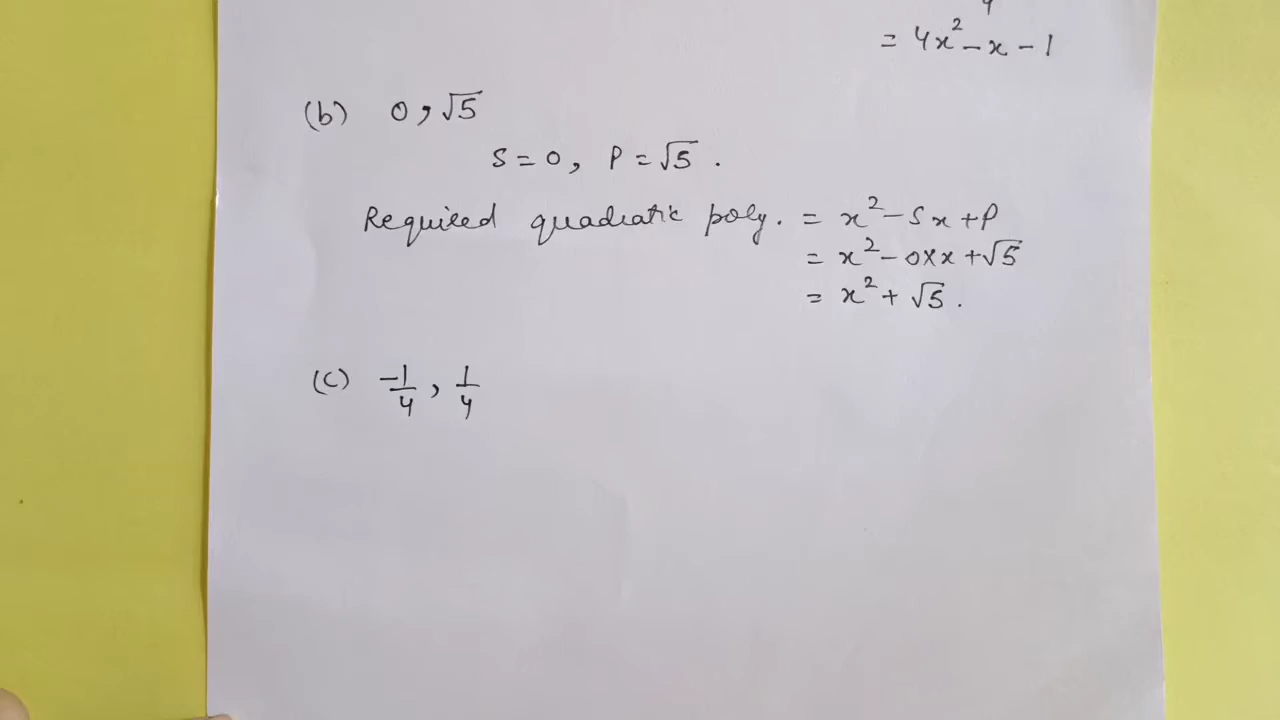 = 4x² - x - 1
(b) 0, √5
S = 0, P = √5 .
Required quadratic poly. = x² - Sx + P
= x² - 0×x + √5
= x² + √5 .
(c) -1/4 , 1/4